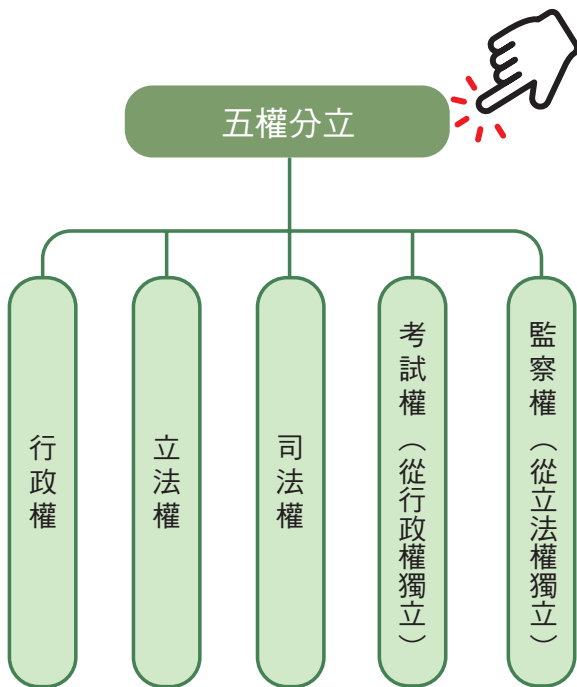 五權分立
行政權
立法權
司法權
考試權（從行政權獨立）
監察權（從立法權獨立）